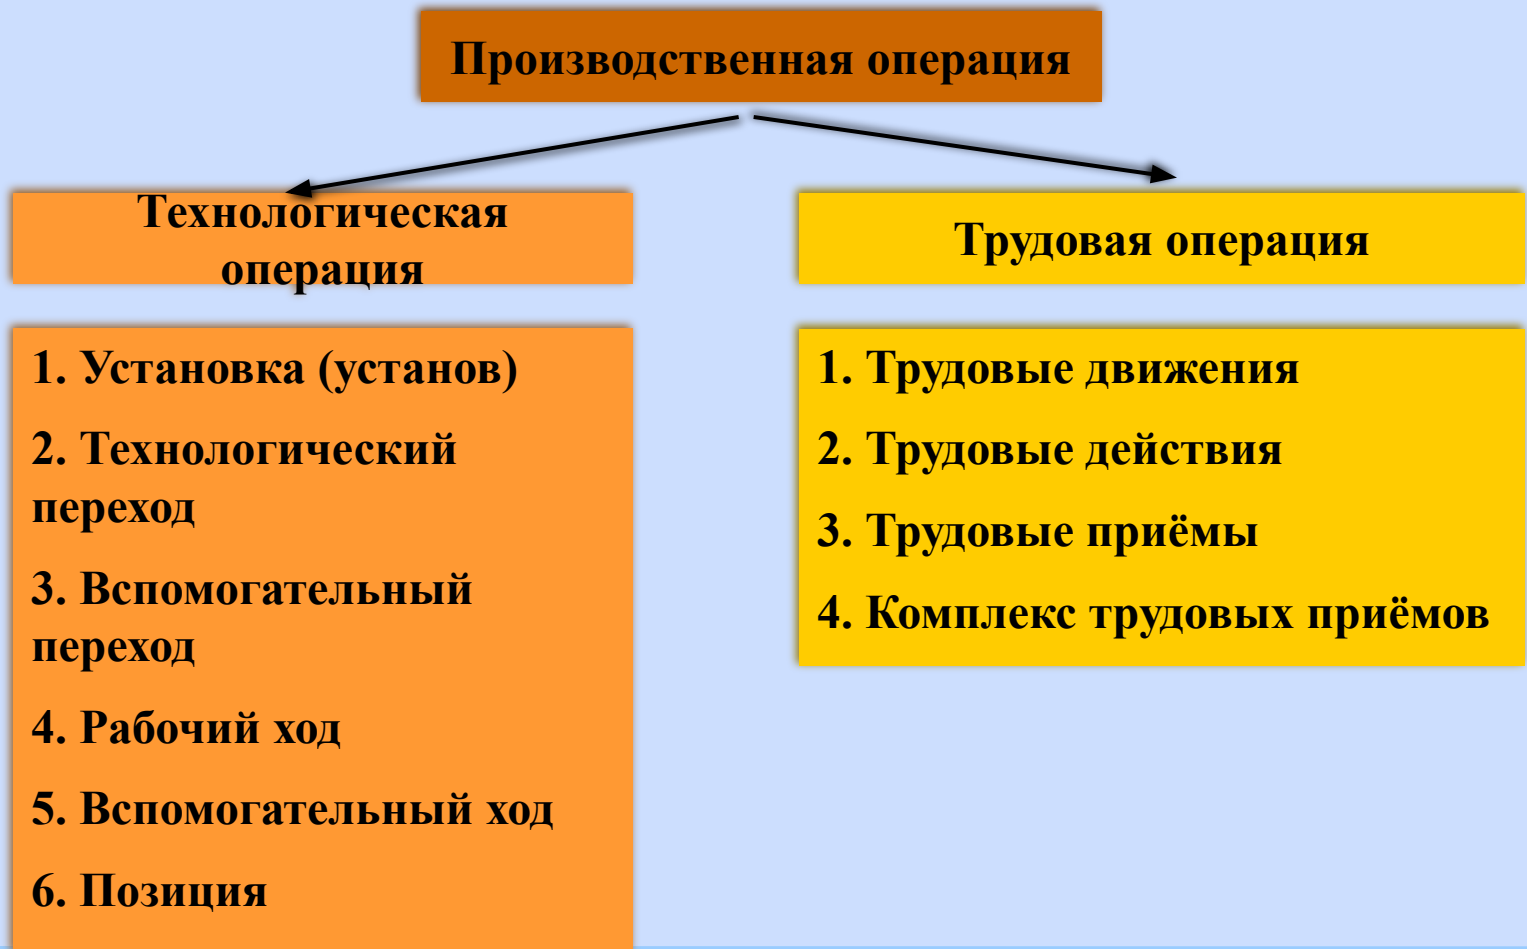 Производственная операция
Технологическая
операция
Трудовая операция
1. Установка (установ)
2. Технологический
переход
3. Вспомогательный
переход
4. Рабочий ход
5. Вспомогательный ход
6. Позиция
1. Трудовые движения
2. Трудовые действия
3. Трудовые приёмы
4. Комплекс трудовых приёмов